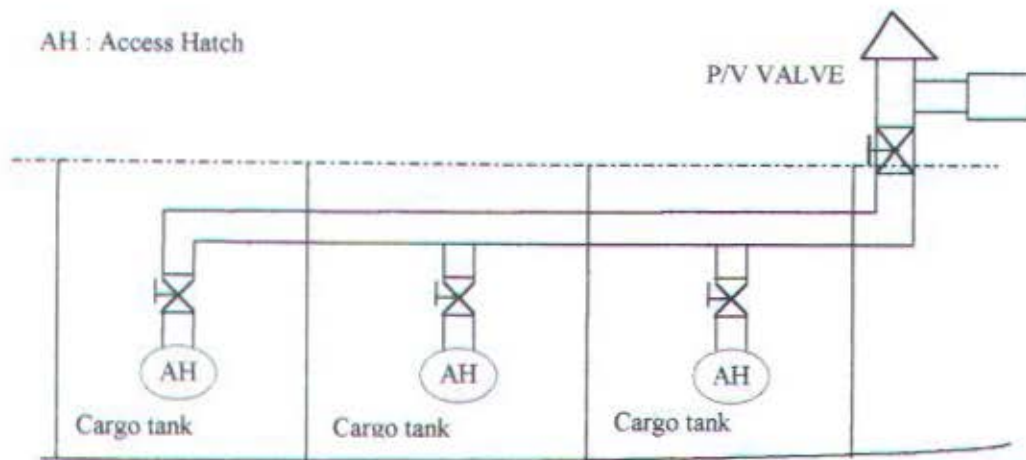 AH : Access Hatch
P/V VALVE
AH
AH
AH
Cargo tank
Cargo tank
Cargo tank